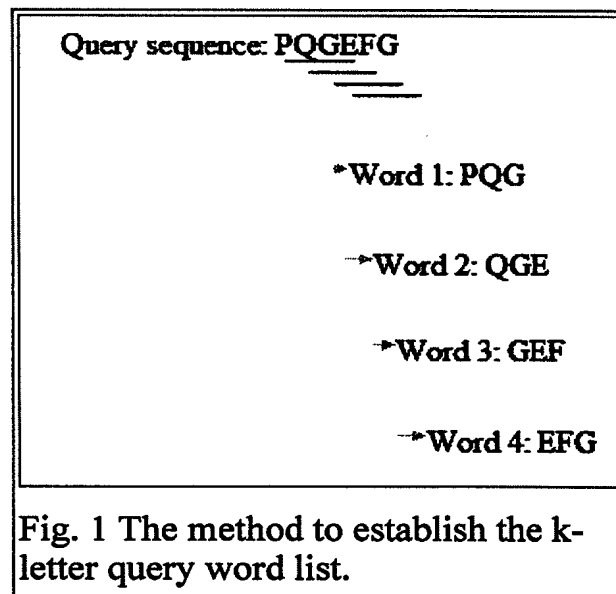 Query sequence: PQGEFG
Word 1: PQG
Word 2: QGE
Word 3: GEF
Word 4: EFG
Fig. 1 The method to establish the k-
letter query word list.